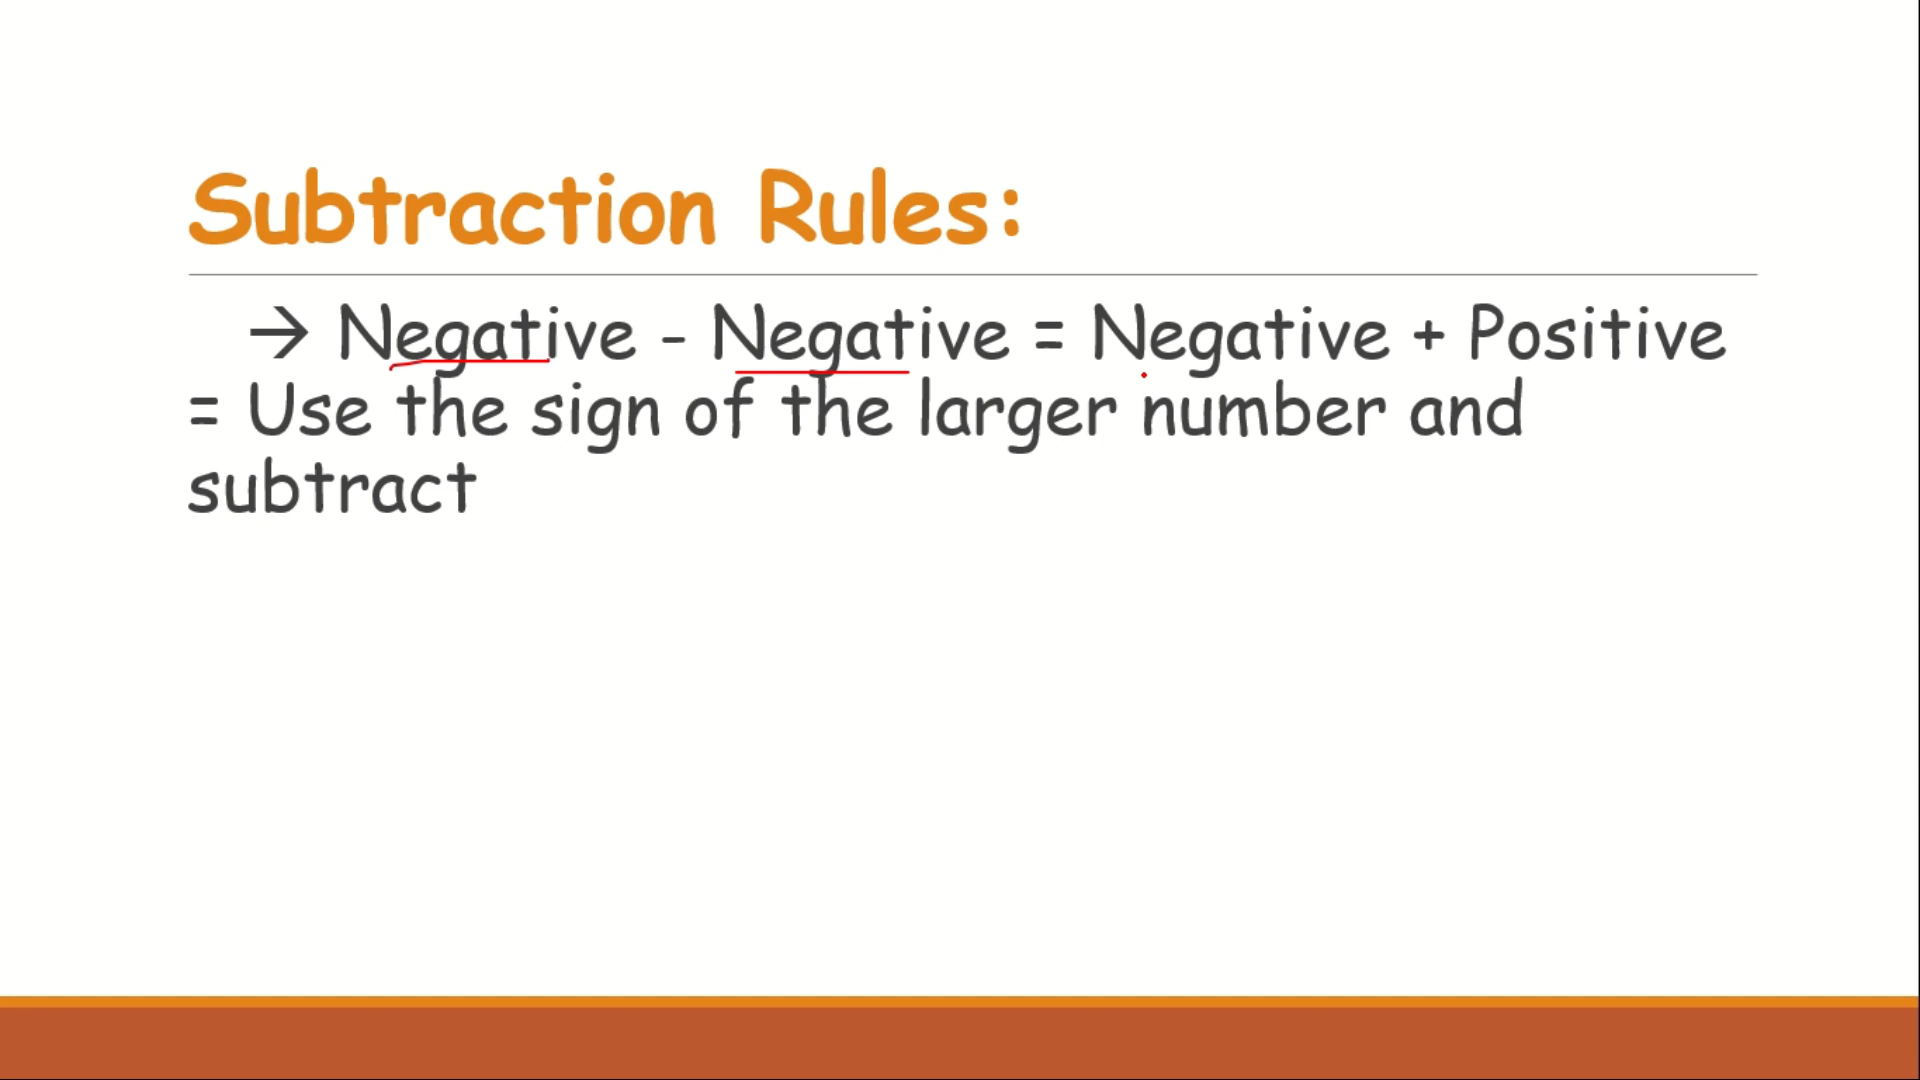 Subtraction Rules:
→ Negative - Negative = Negative + Positive
= Use the sign of the larger number and
subtract